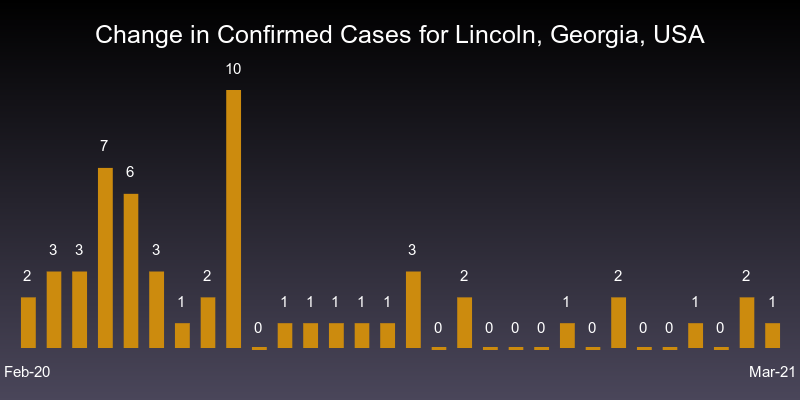 Change in Confirmed Cases for Lincoln, Georgia, USA
2 3 3 7 6 3 1 2 10 0 1 1 1 1 1 3 0 2 0 0 0 1 0 2 0 0 1 0 2 1
Feb-20 Mar-21